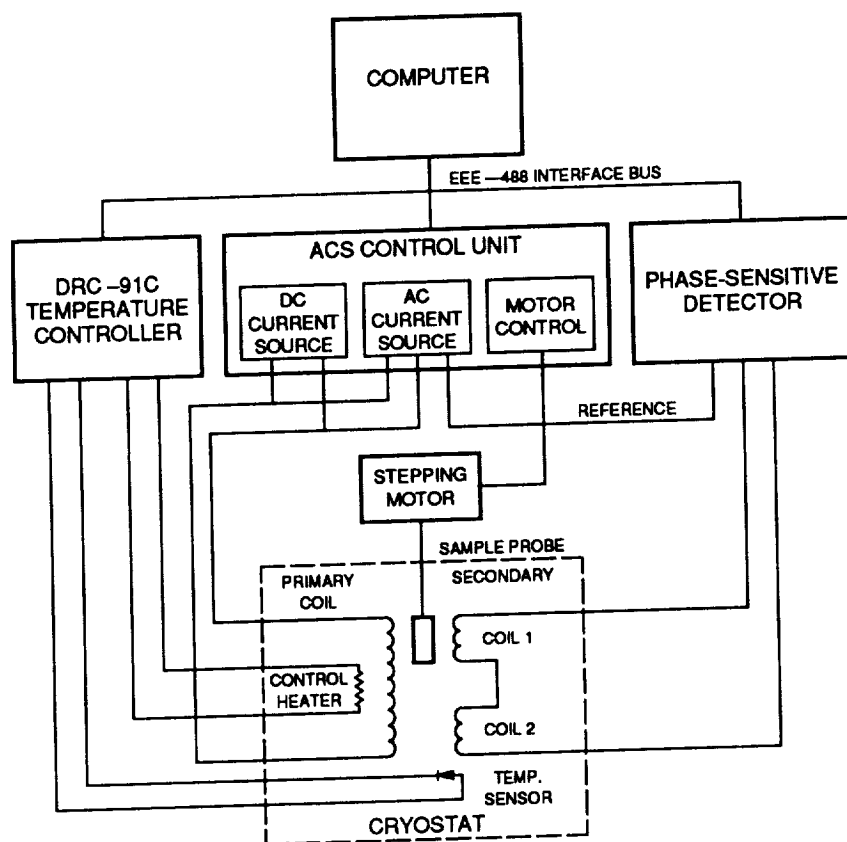 COMPUTER
EEE —488 INTERFACE BUS
DRC –91C
TEMPERATURE
CONTROLLER
ACS CONTROL UNIT
DC
CURRENT
SOURCE
AC
CURRENT
SOURCE
MOTOR
CONTROL
PHASE-SENSITIVE
DETECTOR
REFERENCE
STEPPING
MOTOR
SAMPLE PROBE
PRIMARY
COIL
SECONDARY
COIL 1
CONTROL
HEATER
COIL 2
TEMP.
SENSOR
CRYOSTAT